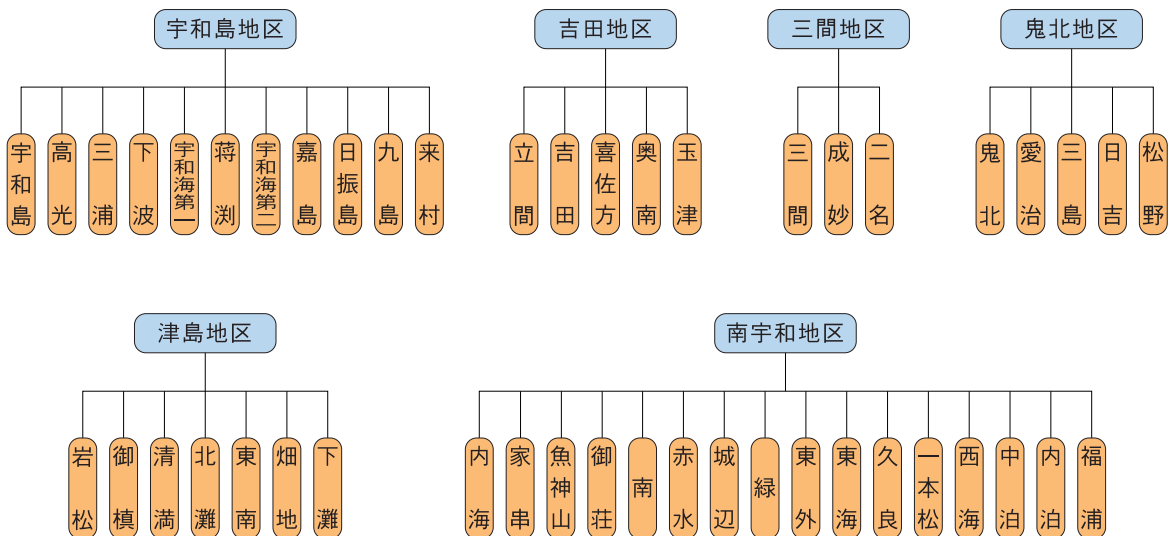 宇和島地区
宇和島
高光
三浦
下波
宇和海第一
蒋渕
宇和海第二
嘉島
日振島
九島
来村
吉田地区
立間
吉田
喜佐方
奥南
玉津
三間地区
三間
成妙
二名
鬼北地区
鬼北
愛治
三島
日吉
松野
津島地区
岩松
御槙
清満
北灘
東南
畑地
下灘
南宇和地区
内海
家串
魚神山
御荘
南
赤水
城辺
緑
東外
東海
久良
一本松
西海
中泊
内泊
福浦